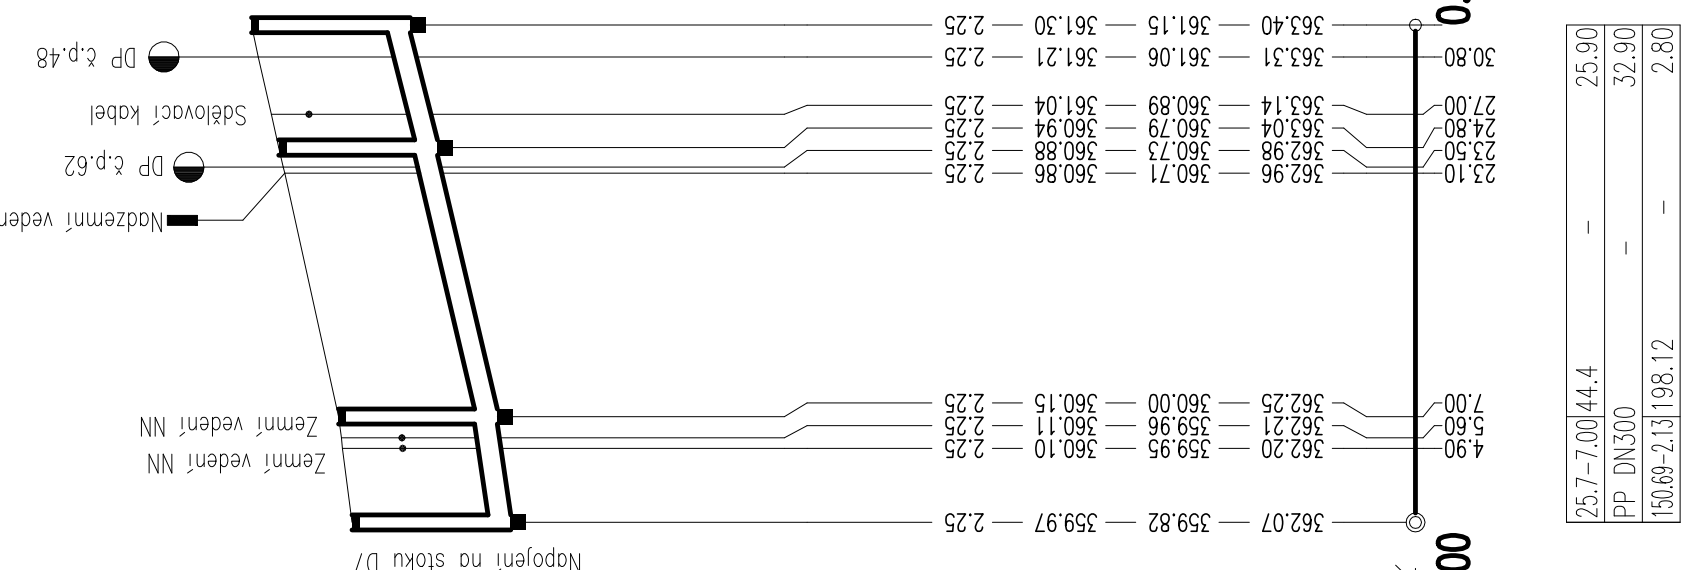 Napojení na stoku D7
362.07 359.82 359.97 2.25
4.90 362.20 359.95 360.10 2.25 Zemní vedení NN
5.60 362.21 359.96 360.11 2.25 Zemní vedení NN
7.00 362.25 360.00 360.15 2.25
Nadzemní
23.10 362.96 360.71 360.86 2.25
23.50 362.98 360.73 360.88 2.25 DP č.p.62
24.80 363.04 360.79 360.94 2.25
27.00 363.14 360.89 361.04 2.25 Sdělovací kabel
30.80 363.31 361.06 361.21 2.25 DP č.p.48
363.40 361.15 361.30 2.25
00
0.
25.7-7.00 44.4 – 25.90
PP DN300 – 32.90
150.69-2.13 1198.12 – 2.80